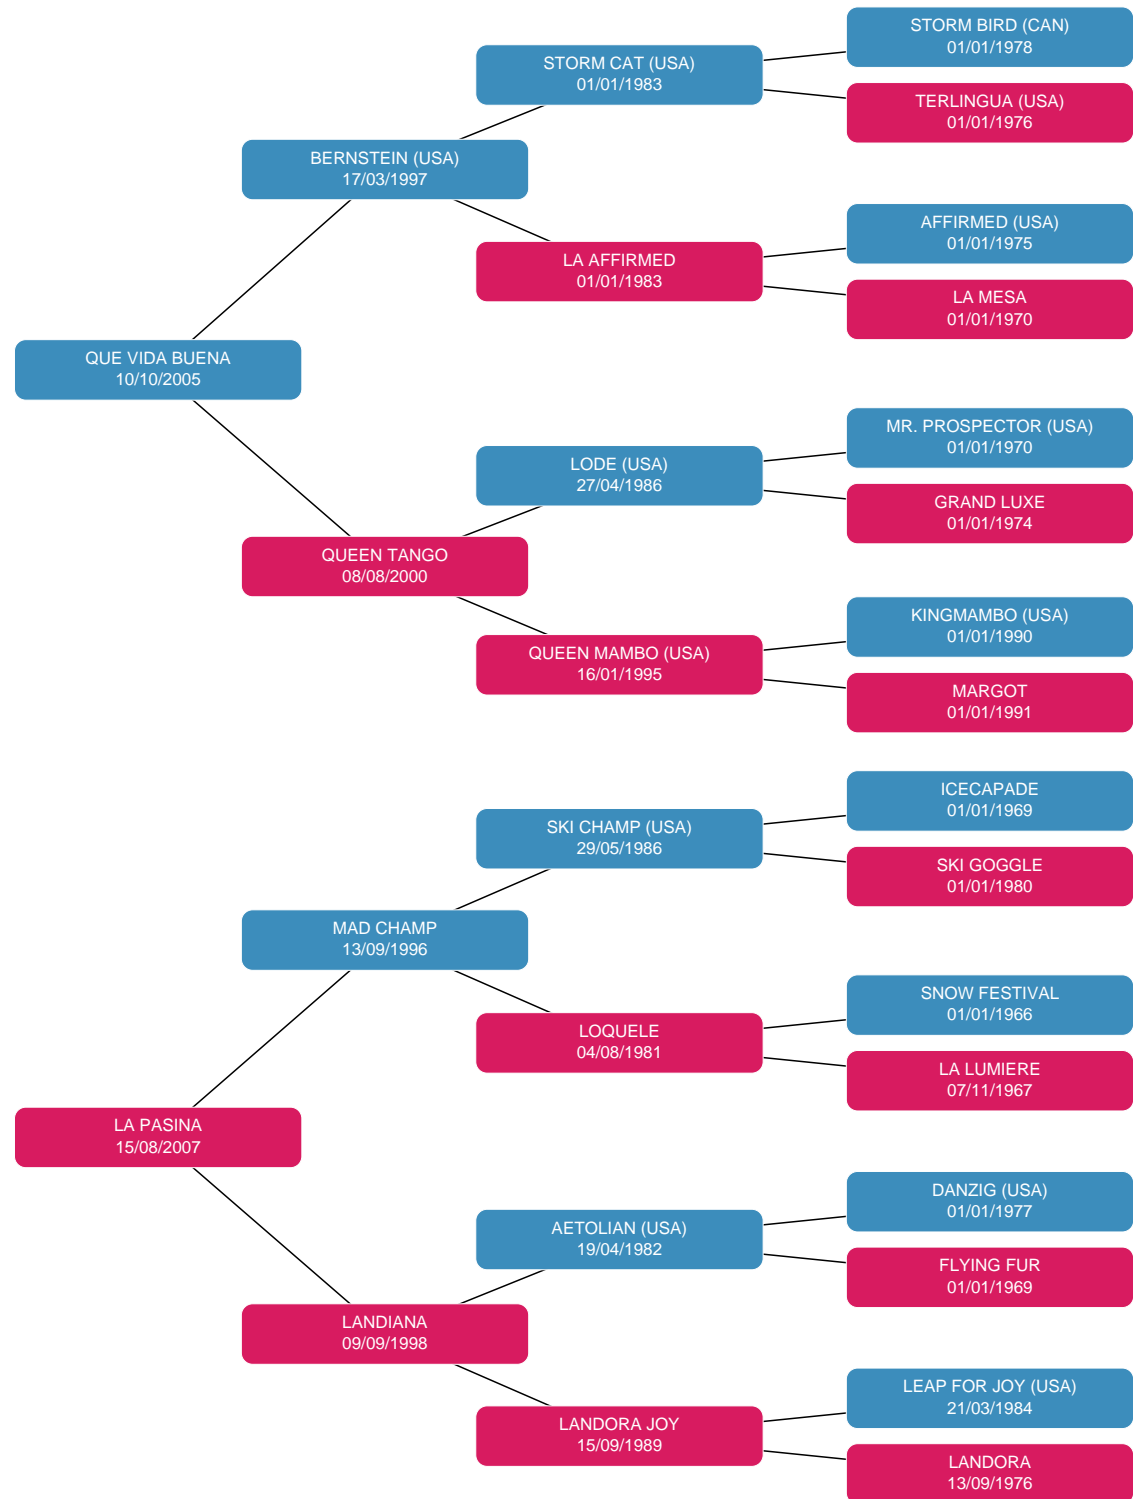 STORM BIRD (CAN)
01/01/1978
STORM CAT (USA)
01/01/1983
TERLINGUA (USA)
01/01/1976
BERNSTEIN (USA)
17/03/1997
AFFIRMED (USA)
01/01/1975
LA AFFIRMED
01/01/1983
LA MESA
01/01/1970
QUE VIDA BUENA
10/10/2005
MR. PROSPECTOR (USA)
01/01/1970
LODE (USA)
27/04/1986
GRAND LUXE
01/01/1974
QUEEN TANGO
08/08/2000
KINGMAMBO (USA)
01/01/1990
QUEEN MAMBO (USA)
16/01/1995
MARGOT
01/01/1991
ICECAPADE
01/01/1969
SKI CHAMP (USA)
29/05/1986
SKI GOGGLE
01/01/1980
MAD CHAMP
13/09/1996
SNOW FESTIVAL
01/01/1966
LOQUELE
04/08/1981
LA LUMIERE
07/11/1967
LA PASINA
15/08/2007
DANZIG (USA)
01/01/1977
AETOLIAN (USA)
19/04/1982
FLYING FUR
01/01/1969
LANDIANA
09/09/1998
LEAP FOR JOY (USA)
21/03/1984
LANDORA JOY
15/09/1989
LANDORA
13/09/1976